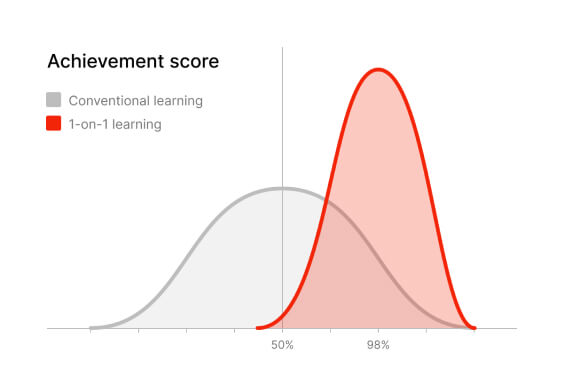 Achievement score
Conventional learning
1-on-1 learning
50%
98%